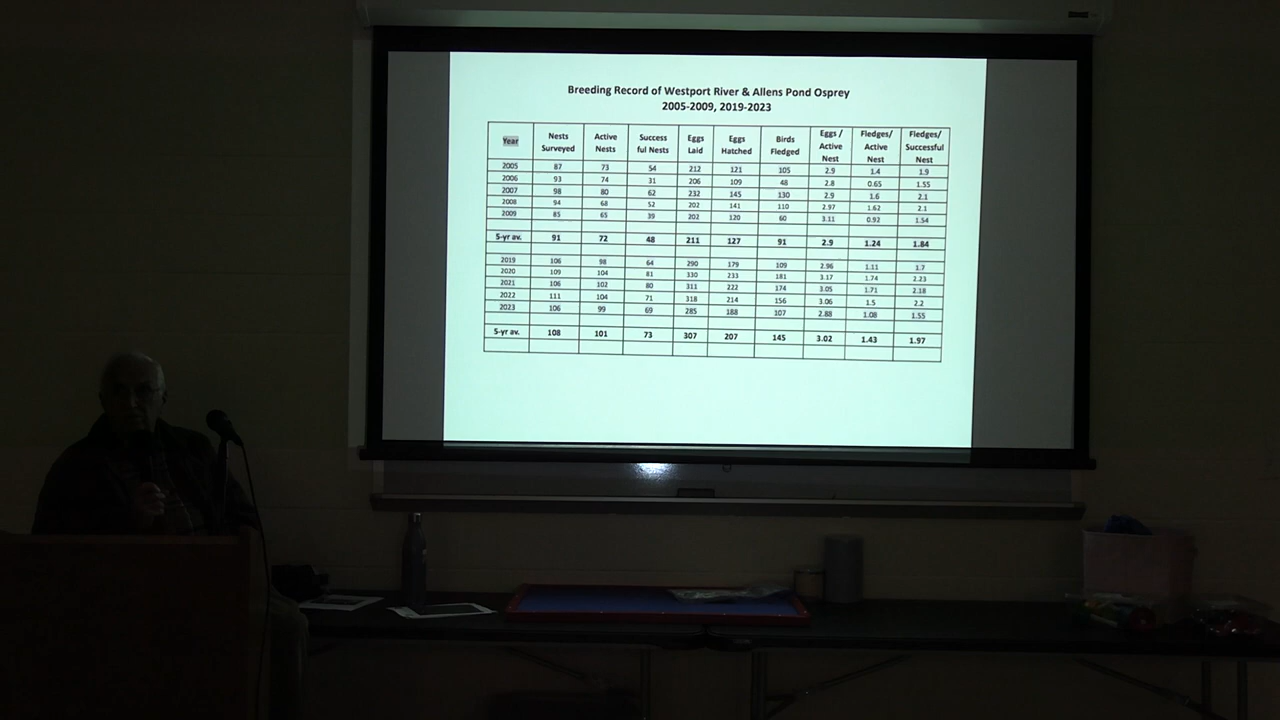 Breeding Record of Westport River & Allens Pond Osprey
2005-2009, 2019-2023
Year Nests Surveyed Active Nests Success ful Nests Eggs Laid Eggs Hatched Birds Fledged Eggs / Active Nest Fledges/ Active Nest Fledges/ Successful Nest
2005 87 73 54 212 121 105 2.9 1.4 1.9
2006 93 74 31 206 109 48 2.8 0.65 1.55
2007 98 80 62 232 145 130 2.9 1.6 2.1
2008 94 68 52 202 141 110 2.97 1.62 2.1
2009 85 65 39 202 120 60 3.11 0.92 1.54
5-yr av. 91 72 48 211 127 91 2.9 1.24 1.84
2019 106 98 64 290 179 109 2.96 1.11 1.7
2020 109 104 81 330 233 181 3.17 1.74 2.23
2021 106 102 80 311 222 174 3.05 1.71 2.18
2022 111 104 71 318 214 156 3.06 1.5 2.2
2023 106 99 69 285 188 107 2.88 1.08 1.55
5-yr av. 108 101 73 307 207 145 3.02 1.43 1.97